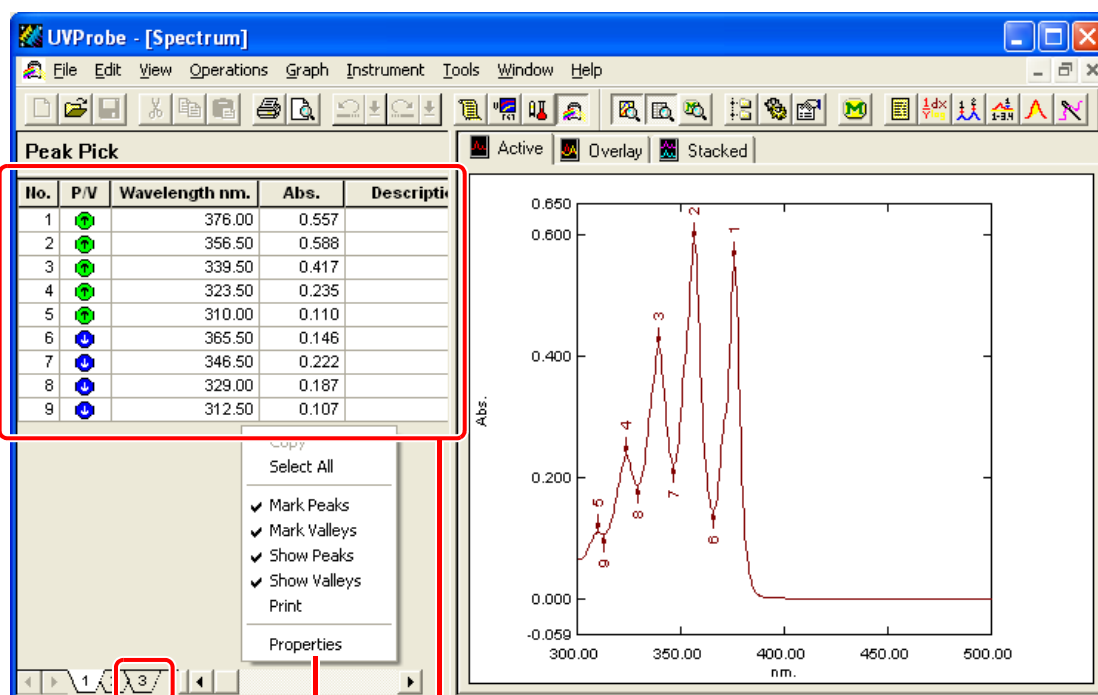 UVProbe - [Spectrum]
File Edit View Operations Graph Instrument Tools Window Help
Peak Pick
Active Overlay Stacked
No. P/V Wavelength nm. Abs. Descriptio
1 376.00 0.557
2 356.50 0.588
3 339.50 0.417
4 323.50 0.235
5 310.00 0.110
6 365.50 0.146
7 346.50 0.222
8 329.00 0.187
9 312.50 0.107
Copy
Select All
Mark Peaks
Mark Valleys
Show Peaks
Show Valleys
Print
Properties
1 3
0.650
0.600
0.400
0.200
0.000
-0.059
Abs.
300.00 350.00 400.00 450.00 500.00
nm.
5
9
4
8
3
7
2
6
1